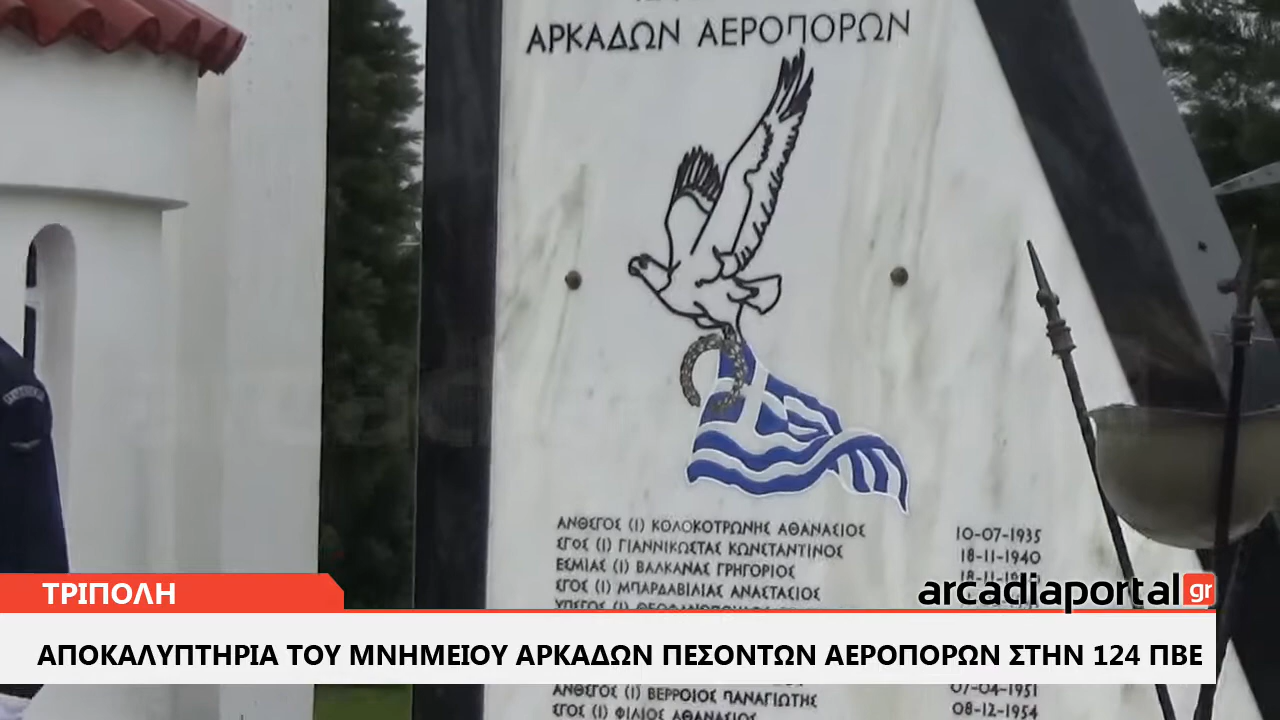 ΑΡΚΑΔΩΝ ΑΕΡΟΠΟΡΩΝ
ΑΝΘΣΓΟΣ (Ι) ΚΟΛΟΚΟΤΡΩΝΗΣ ΑΘΑΝΑΣΙΟΣ 10-07-1935
ΣΓΟΣ (Ι) ΓΙΑΝΝΙΚΩΣΤΑΣ ΚΩΝΣΤΑΝΤΙΝΟΣ 18-11-1940
ΕΣΜΙΑΣ (Ι) ΒΑΛΚΑΝΑΣ ΓΡΗΓΟΡΙΟΣ
ΣΓΟΣ (Ι) ΜΠΑΡΔΑΒΙΛΙΑΣ ΑΝΑΣΤΑΣΙΟΣ
arcadiaportal gr
ΤΡΙΠΟΛΗ
ΑΠΟΚΑΛΥΠΤΗΡΙΑ ΤΟΥ ΜΝΗΜΕΙΟΥ ΑΡΚΑΔΩΝ ΠΕΣΟΝΤΩΝ ΑΕΡΟΠΟΡΩΝ ΣΤΗΝ 124 ΠΒΕ
07-04-1951
ΑΝΘΣΓΟΣ (Ι) ΒΕΡΡΟΙΟΣ ΠΑΝΑΓΙΩΤΗΣ 08-12-1954
ΣΓΟΣ (Ι) ΦΙΛΙΟΣ ΑΘΑΝΑΣΙΟΣ